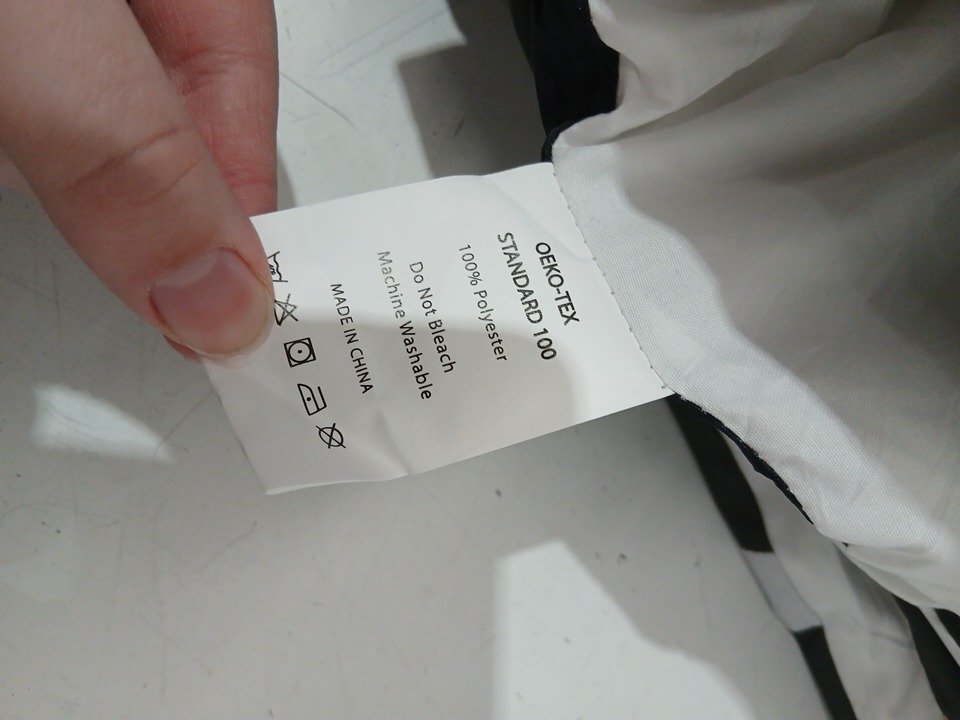 OEKO-TEX
STANDARD 100
100% Polyester
Do Not Bleach
Machine Washable
MADE IN CHINA